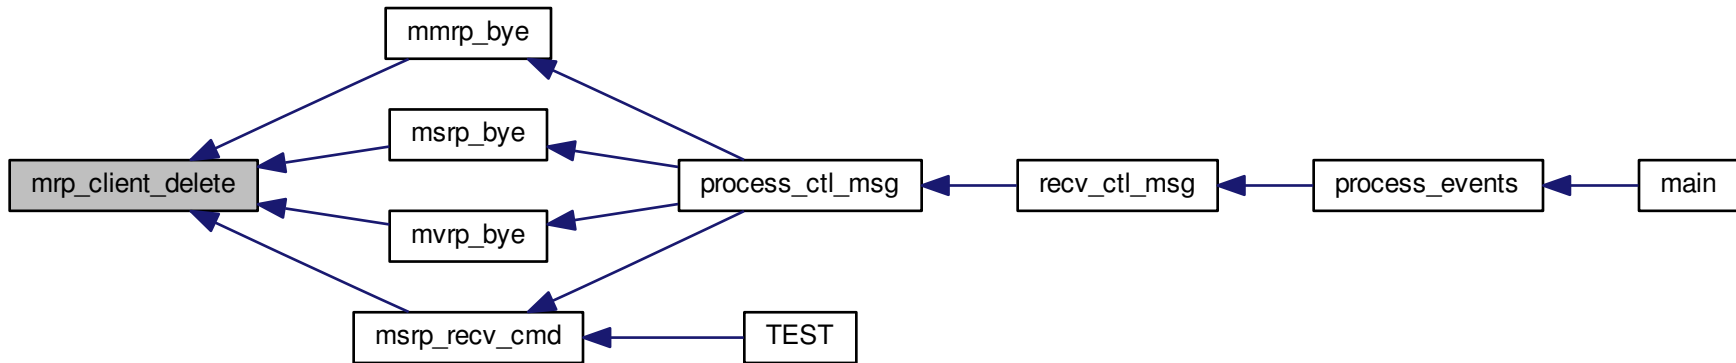 mmrp_bye
msrp_bye
mrp_client_delete
process_ctl_msg
recv_ctl_msg
process_events
main
mvrp_bye
msrp_recv_cmd
TEST